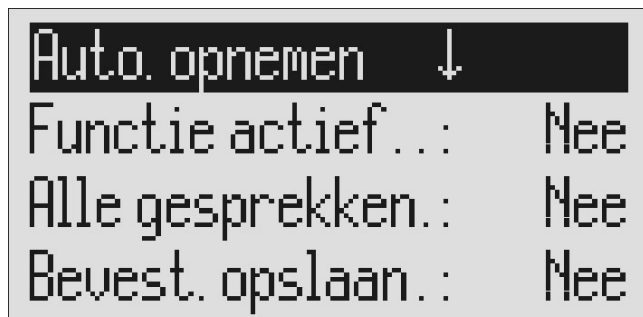 Auto. opnemen ↓
Functie actief..: Nee
Alle gesprekken.: Nee
Bevest. opslaan.: Nee